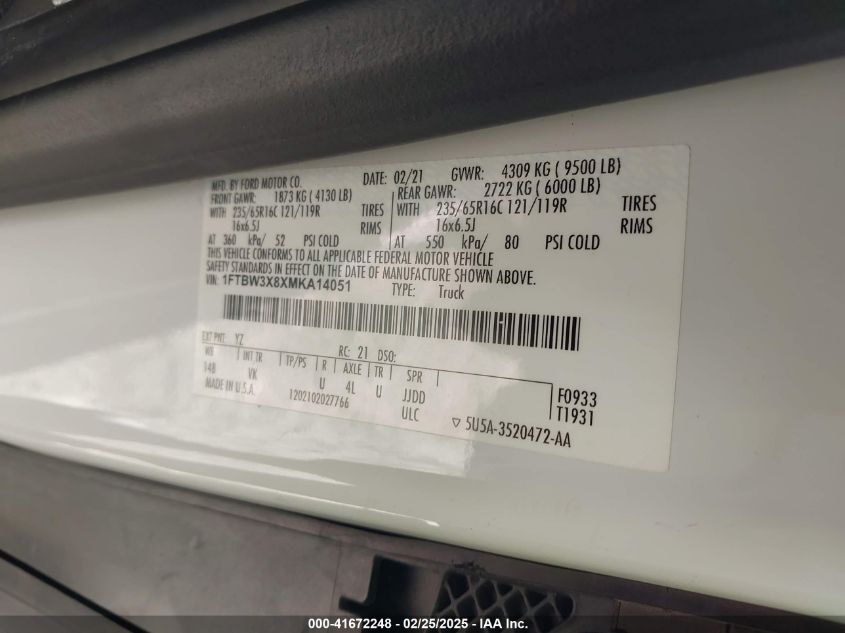 MFD. BY FORD MOTOR CO. DATE: 02/21 GVWR: 4309 KG ( 9500 LB)
FRONT GAWR: 1873 KG ( 4130 LB) REAR GAWR: 2722 KG ( 6000 LB)
WITH 235/65R16C 121/119R TIRES WITH 235/65R16C 121/119R TIRES
16x6.5J RIMS 16x6.5J RIMS
AT 360 kPa/ 52 PSI COLD AT 550 kPa/ 80 PSI COLD
THIS VEHICLE CONFORMS TO ALL APPLICABLE FEDERAL MOTOR VEHICLE
SAFETY STANDARDS IN EFFECT ON THE DATE OF MANUFACTURE SHOWN ABOVE.
VIN: 1FTBW3X8XMKA14051 TYPE: Truck
EXT PNT: YZ RC: 21 DSO:
WB INT TR TP/PS R AXLE TR SPR
148 VK U 4L U JJDD F0933
MADE IN U.S.A. 1202102027766 ULC T1931
▽ 5U5A-3520472-AA
000-41672248 - 02/25/2025 - IAA Inc.